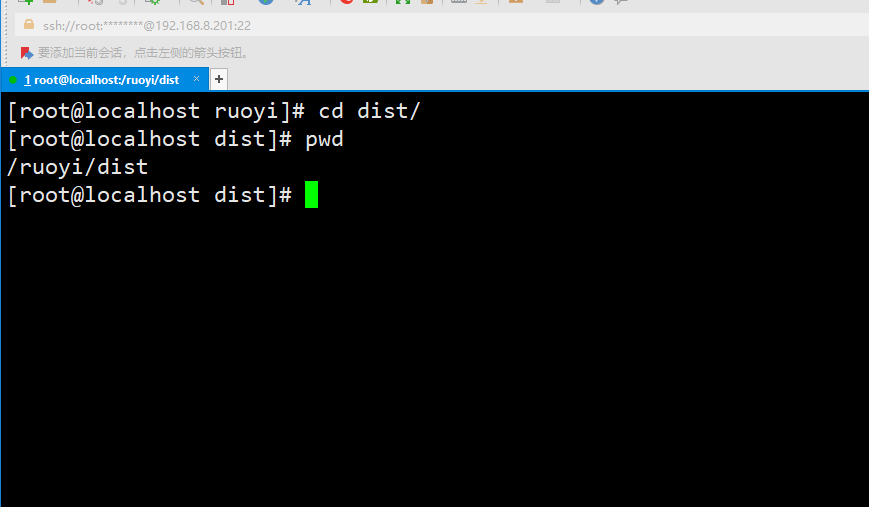 ssh://root:********@192.168.8.201:22
要添加当前会话，点击左侧的箭头按钮。
1 root@localhost:/ruoyi/dist × +
[root@localhost ruoyi]# cd dist/
[root@localhost dist]# pwd
/ruoyi/dist
[root@localhost dist]#